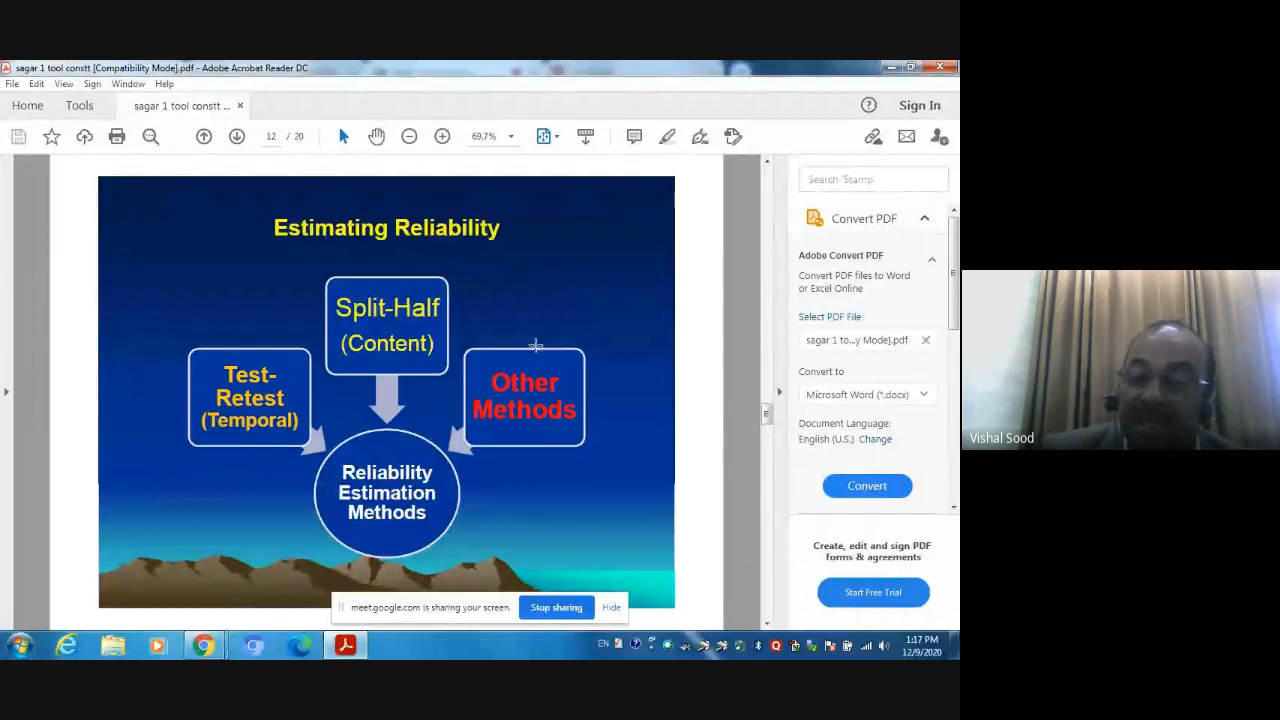 sagar 1 tool constt [Compatibility Mode].pdf - Adobe Acrobat Reader DC
File Edit View Sign Window Help
Home Tools sagar 1 tool constt ... × Sign In
12 / 20 69.7%
Estimating Reliability
Split-Half
(Content)
Test-
Retest
(Temporal)
Other
Methods
Reliability
Estimation
Methods
Search 'Stamp
Convert PDF
Adobe Convert PDF
Convert PDF files to Word
or Excel Online
Select PDF File
sagar 1 to...y Mode].pdf
Convert to
Microsoft Word (*.docx)
Document Language:
English (U.S.) Change
Convert
Create, edit and sign PDF
forms & agreements
Start Free Trial
meet.google.com is sharing your screen. Stop sharing Hide
EN
1:17 PM
12/9/2020
Vishal Sood